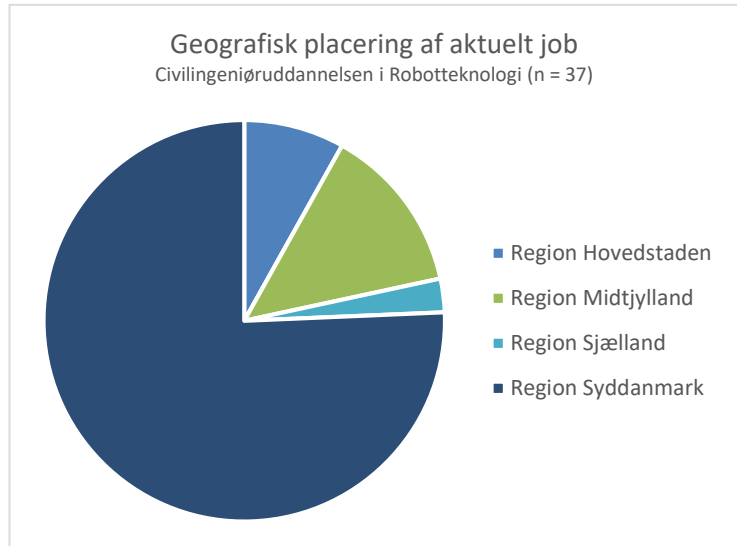 Geografisk placering af aktuelt job
Civilingeniøruddannelsen i Robotteknologi (n = 37)
Region Hovedstaden
Region Midtjylland
Region Sjælland
Region Syddanmark